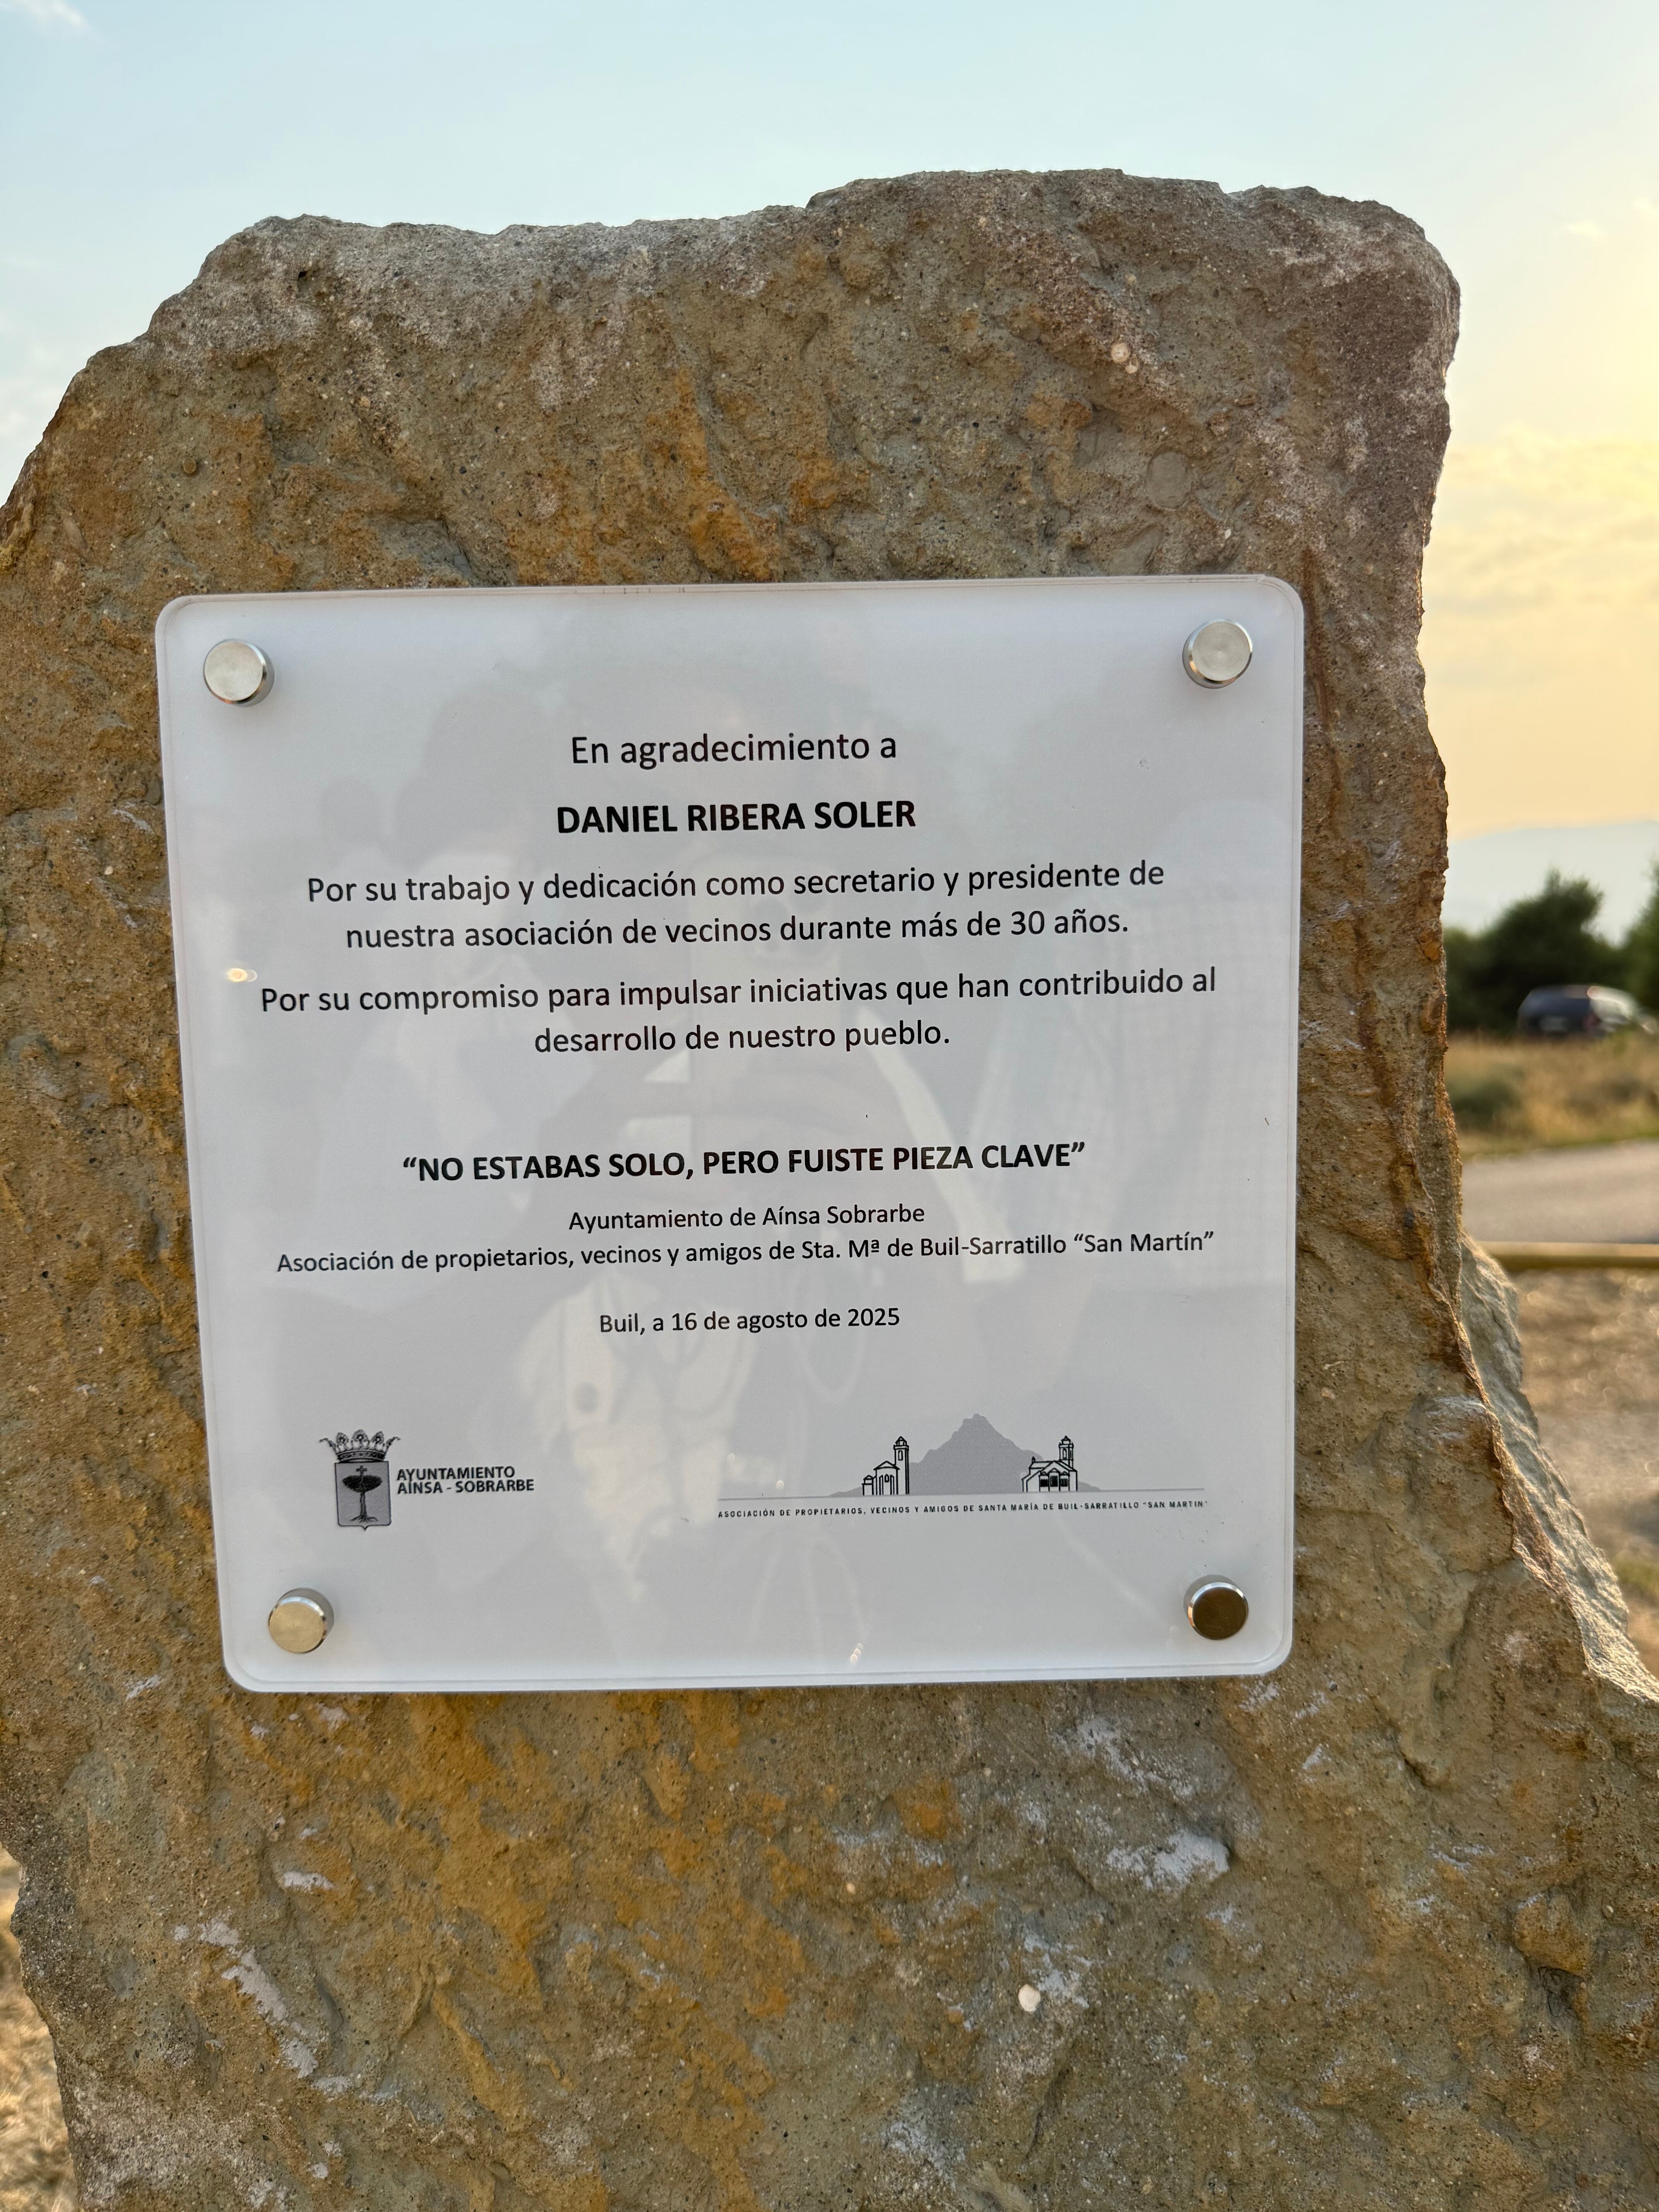 En agradecimiento a
DANIEL RIBERA SOLER
Por su trabajo y dedicación como secretario y presidente de
nuestra asociación de vecinos durante más de 30 años.
Por su compromiso para impulsar iniciativas que han contribuido al
desarrollo de nuestro pueblo.
“NO ESTABAS SOLO, PERO FUISTE PIEZA CLAVE”
Ayuntamiento de Aínsa Sobrarbe
Asociación de propietarios, vecinos y amigos de Sta. Mª de Buil-Sarratillo “San Martín”
Buil, a 16 de agosto de 2025
AYUNTAMIENTO
AÍNSA - SOBRARBE
ASOCIACIÓN DE PROPIETARIOS, VECINOS Y AMIGOS DE SANTA MARÍA DE BUIL-SARRATILLO "SAN MARTIN"